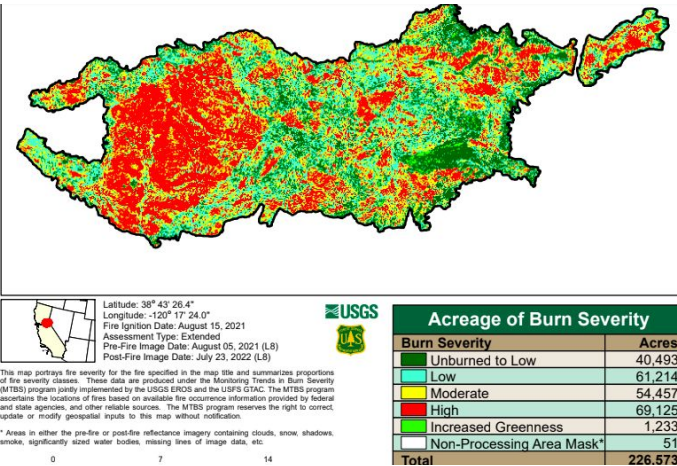 Latitude: 38° 43' 26.4"
Longitude: -120° 17' 24.0"
Fire Ignition Date: August 15, 2021
Assessment Type: Extended
Pre-Fire Image Date: August 05, 2021 (L8)
Post-Fire Image Date: July 23, 2022 (L8)
USGS
UAS
This map portrays fire severity for the fire specified in the map title and summarizes proportions
of fire severity classes. These data are produced under the Monitoring Trends in Burn Severity
(MTBS) program jointly implemented by the USGS EROS and the USFS GTAC. The MTBS program
ascertains the locations of fires based on available fire occurrence information provided by federal
and state agencies, and other reliable sources. The MTBS program reserves the right to correct,
update or modify geospatial inputs to this map without notification.
* Areas in either the pre-fire or post-fire reflectance imagery containing clouds, snow, shadows,
smoke, significantly sized water bodies, missing lines of image data, etc.
0 7 14
Acreage of Burn Severity
Burn Severity Acres
Unburned to Low 40,493
Low 61,214
Moderate 54,457
High 69,125
Increased Greenness 1,233
Non-Processing Area Mask* 51
Total 226,573